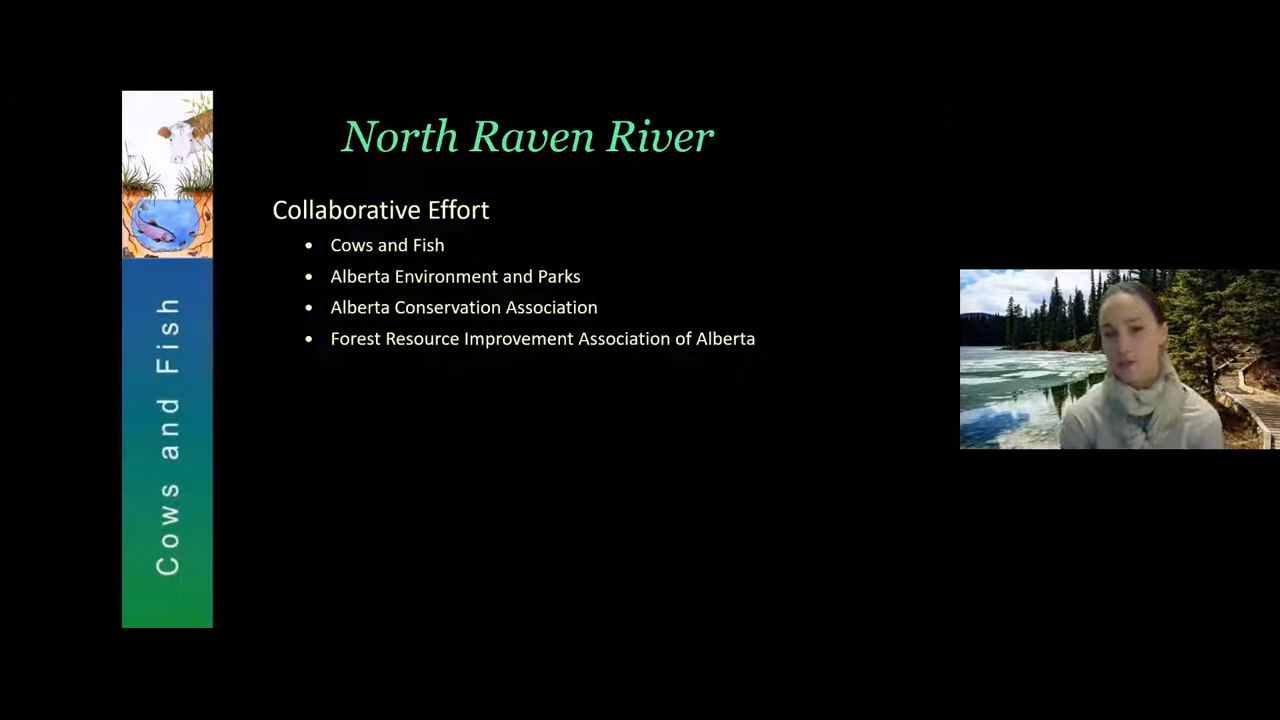 North Raven River
Collaborative Effort
• Cows and Fish
• Alberta Environment and Parks
• Alberta Conservation Association
• Forest Resource Improvement Association of Alberta
Cows and Fish